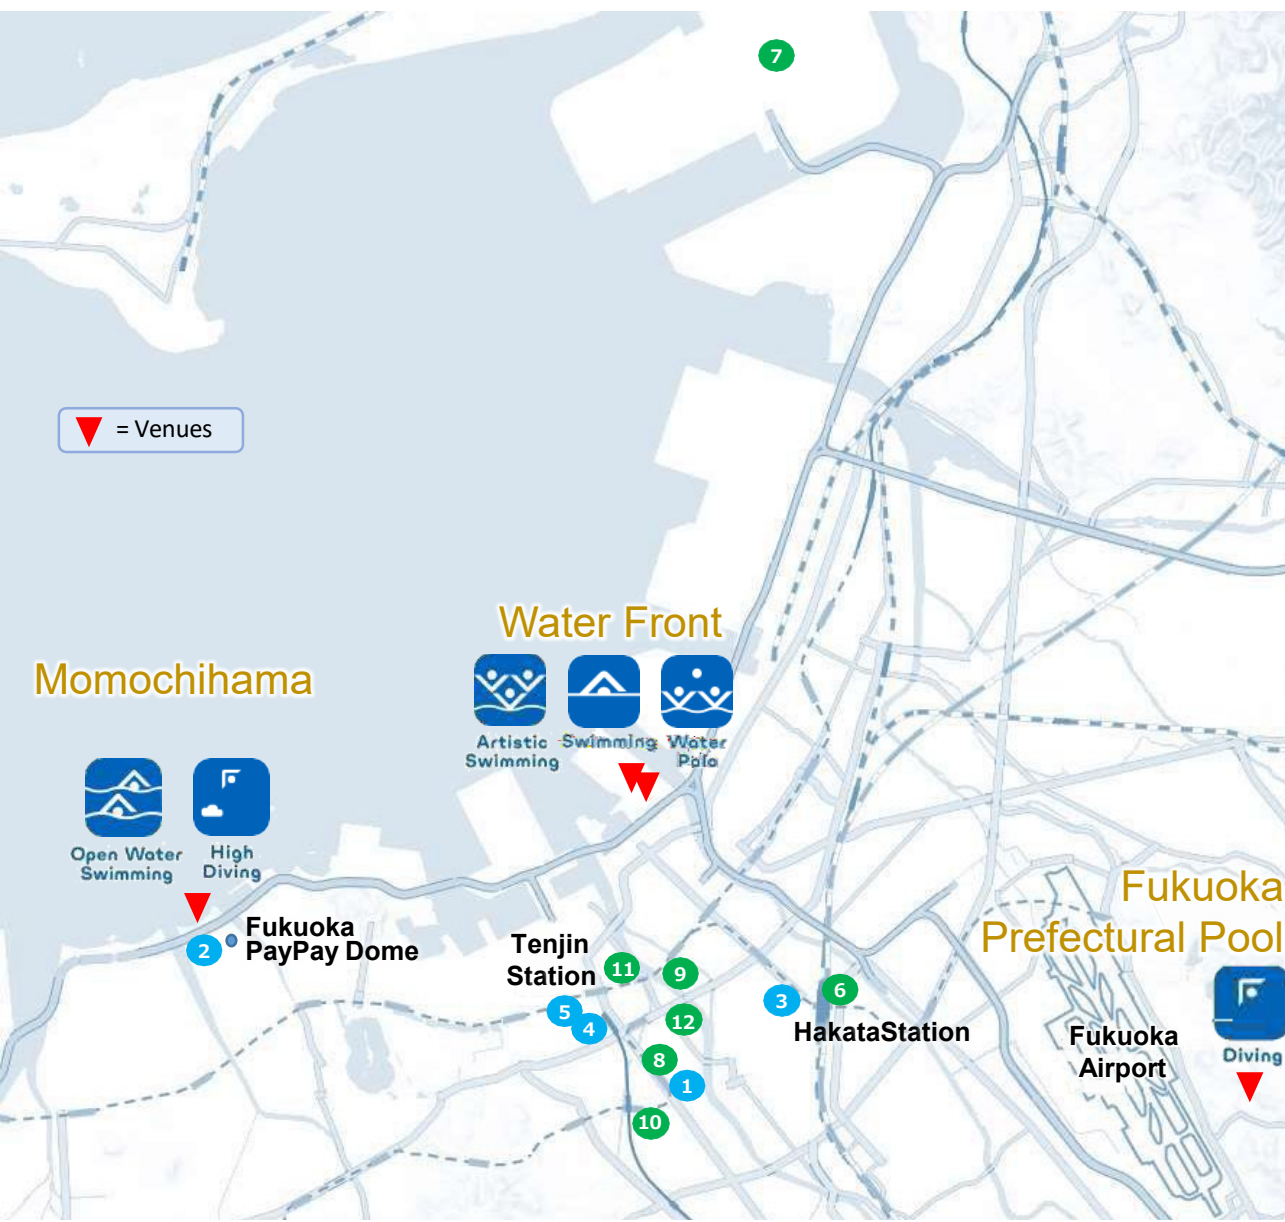 7
= Venues
Water Front
Momochihama
Artistic
Swimming
Swimming
Water
Polo
Open Water
Swimming
High
Diving
Fukuoka
Prefectural Pool
2
Fukuoka
PayPay Dome
Tenjin
Station
11
9
5
4
12
3
6
HakataStation
8
1
10
Fukuoka
Airport
Diving